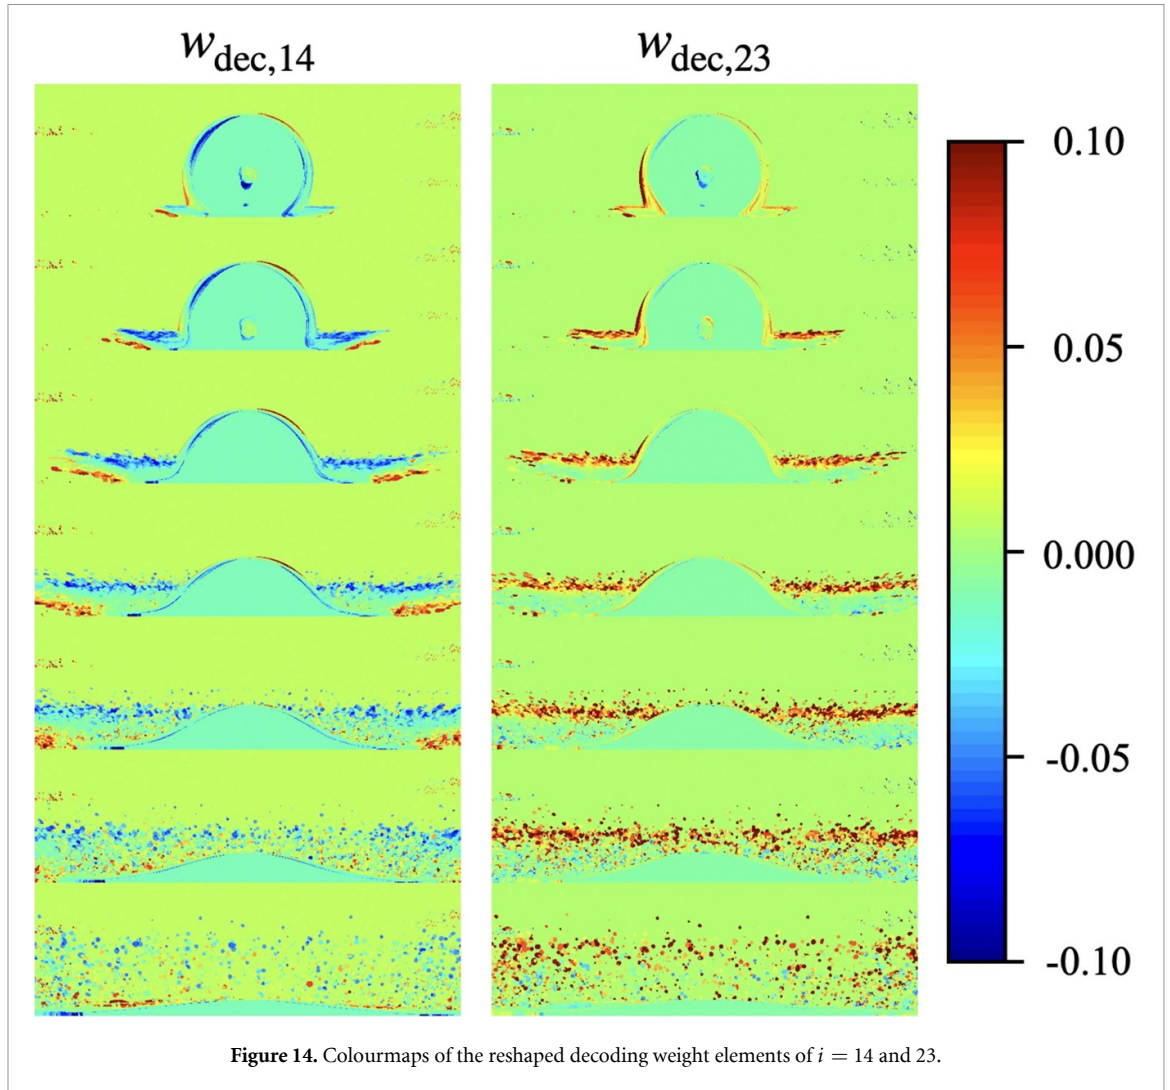 w_dec,14 w_dec,23
0.10
0.05
0.000
-0.05
-0.10
Figure 14. Colourmaps of the reshaped decoding weight elements of i = 14 and 23.